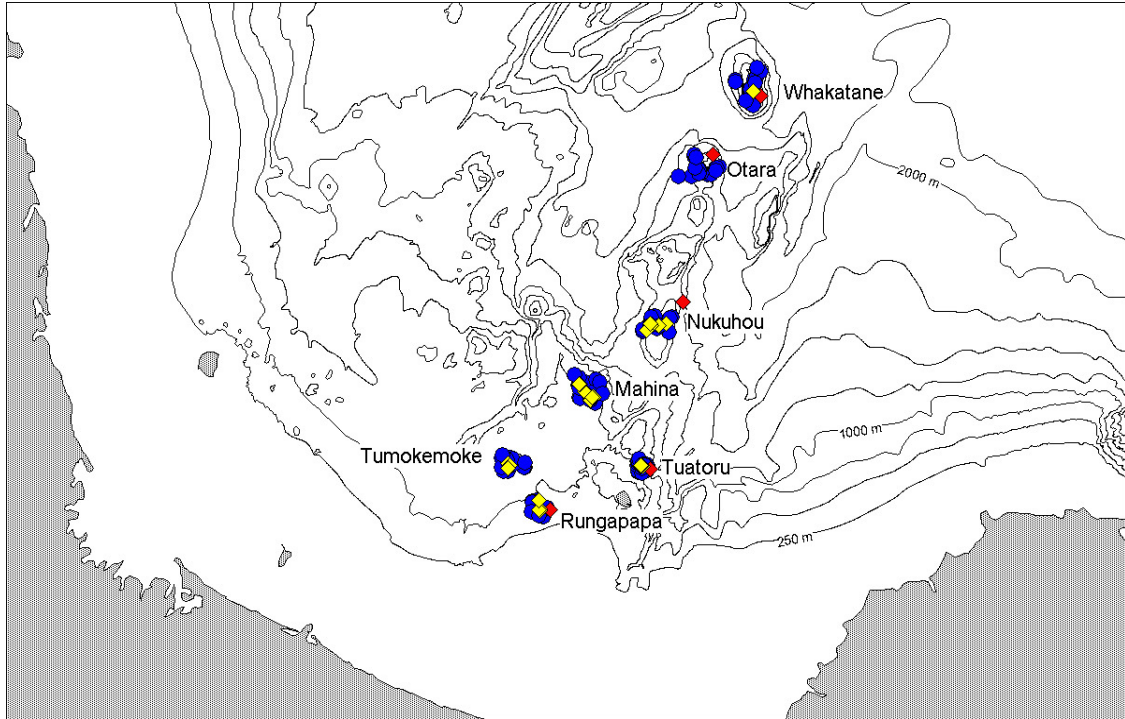 Whakatane
Otara
2000 m
Nukuhou
Mahina
1000 m
Tumokemoke
Tuatoru
Rungapapa
250 m